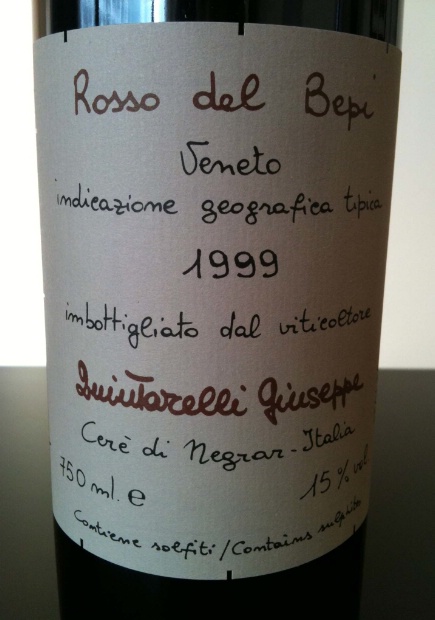 Rosso del Bepi
Veneto
indicazione geografica tipica
1999
imbottigliato dal viticoltore
Quintarelli Giuseppe
Cerè di Negrar - Italia
750 ml. e 15% vol
Contiene solfiti / Contains sulphites